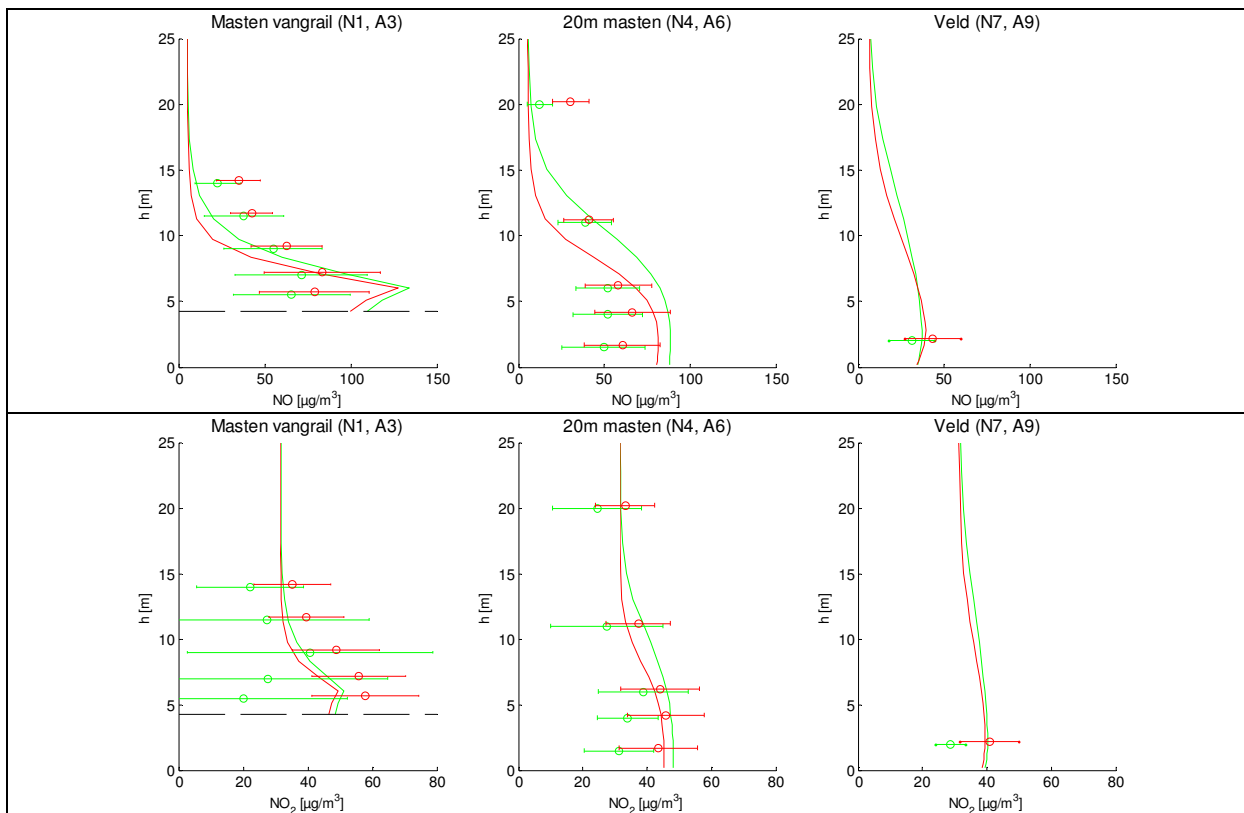 Masten vangrail (N1, A3)
25
20
15
10
5
0
h [m]
0 50 100 150
NO [µg/m³]
20m masten (N4, A6)
25
20
15
10
5
0
h [m]
0 50 100 150
NO [µg/m³]
Veld (N7, A9)
25
20
15
10
5
0
h [m]
0 50 100 150
NO [µg/m³]
Masten vangrail (N1, A3)
25
20
15
10
5
0
h [m]
0 20 40 60 80
NO₂ [µg/m³]
20m masten (N4, A6)
25
20
15
10
5
0
h [m]
0 20 40 60 80
NO₂ [µg/m³]
Veld (N7, A9)
25
20
15
10
5
0
h [m]
0 20 40 60 80
NO₂ [µg/m³]